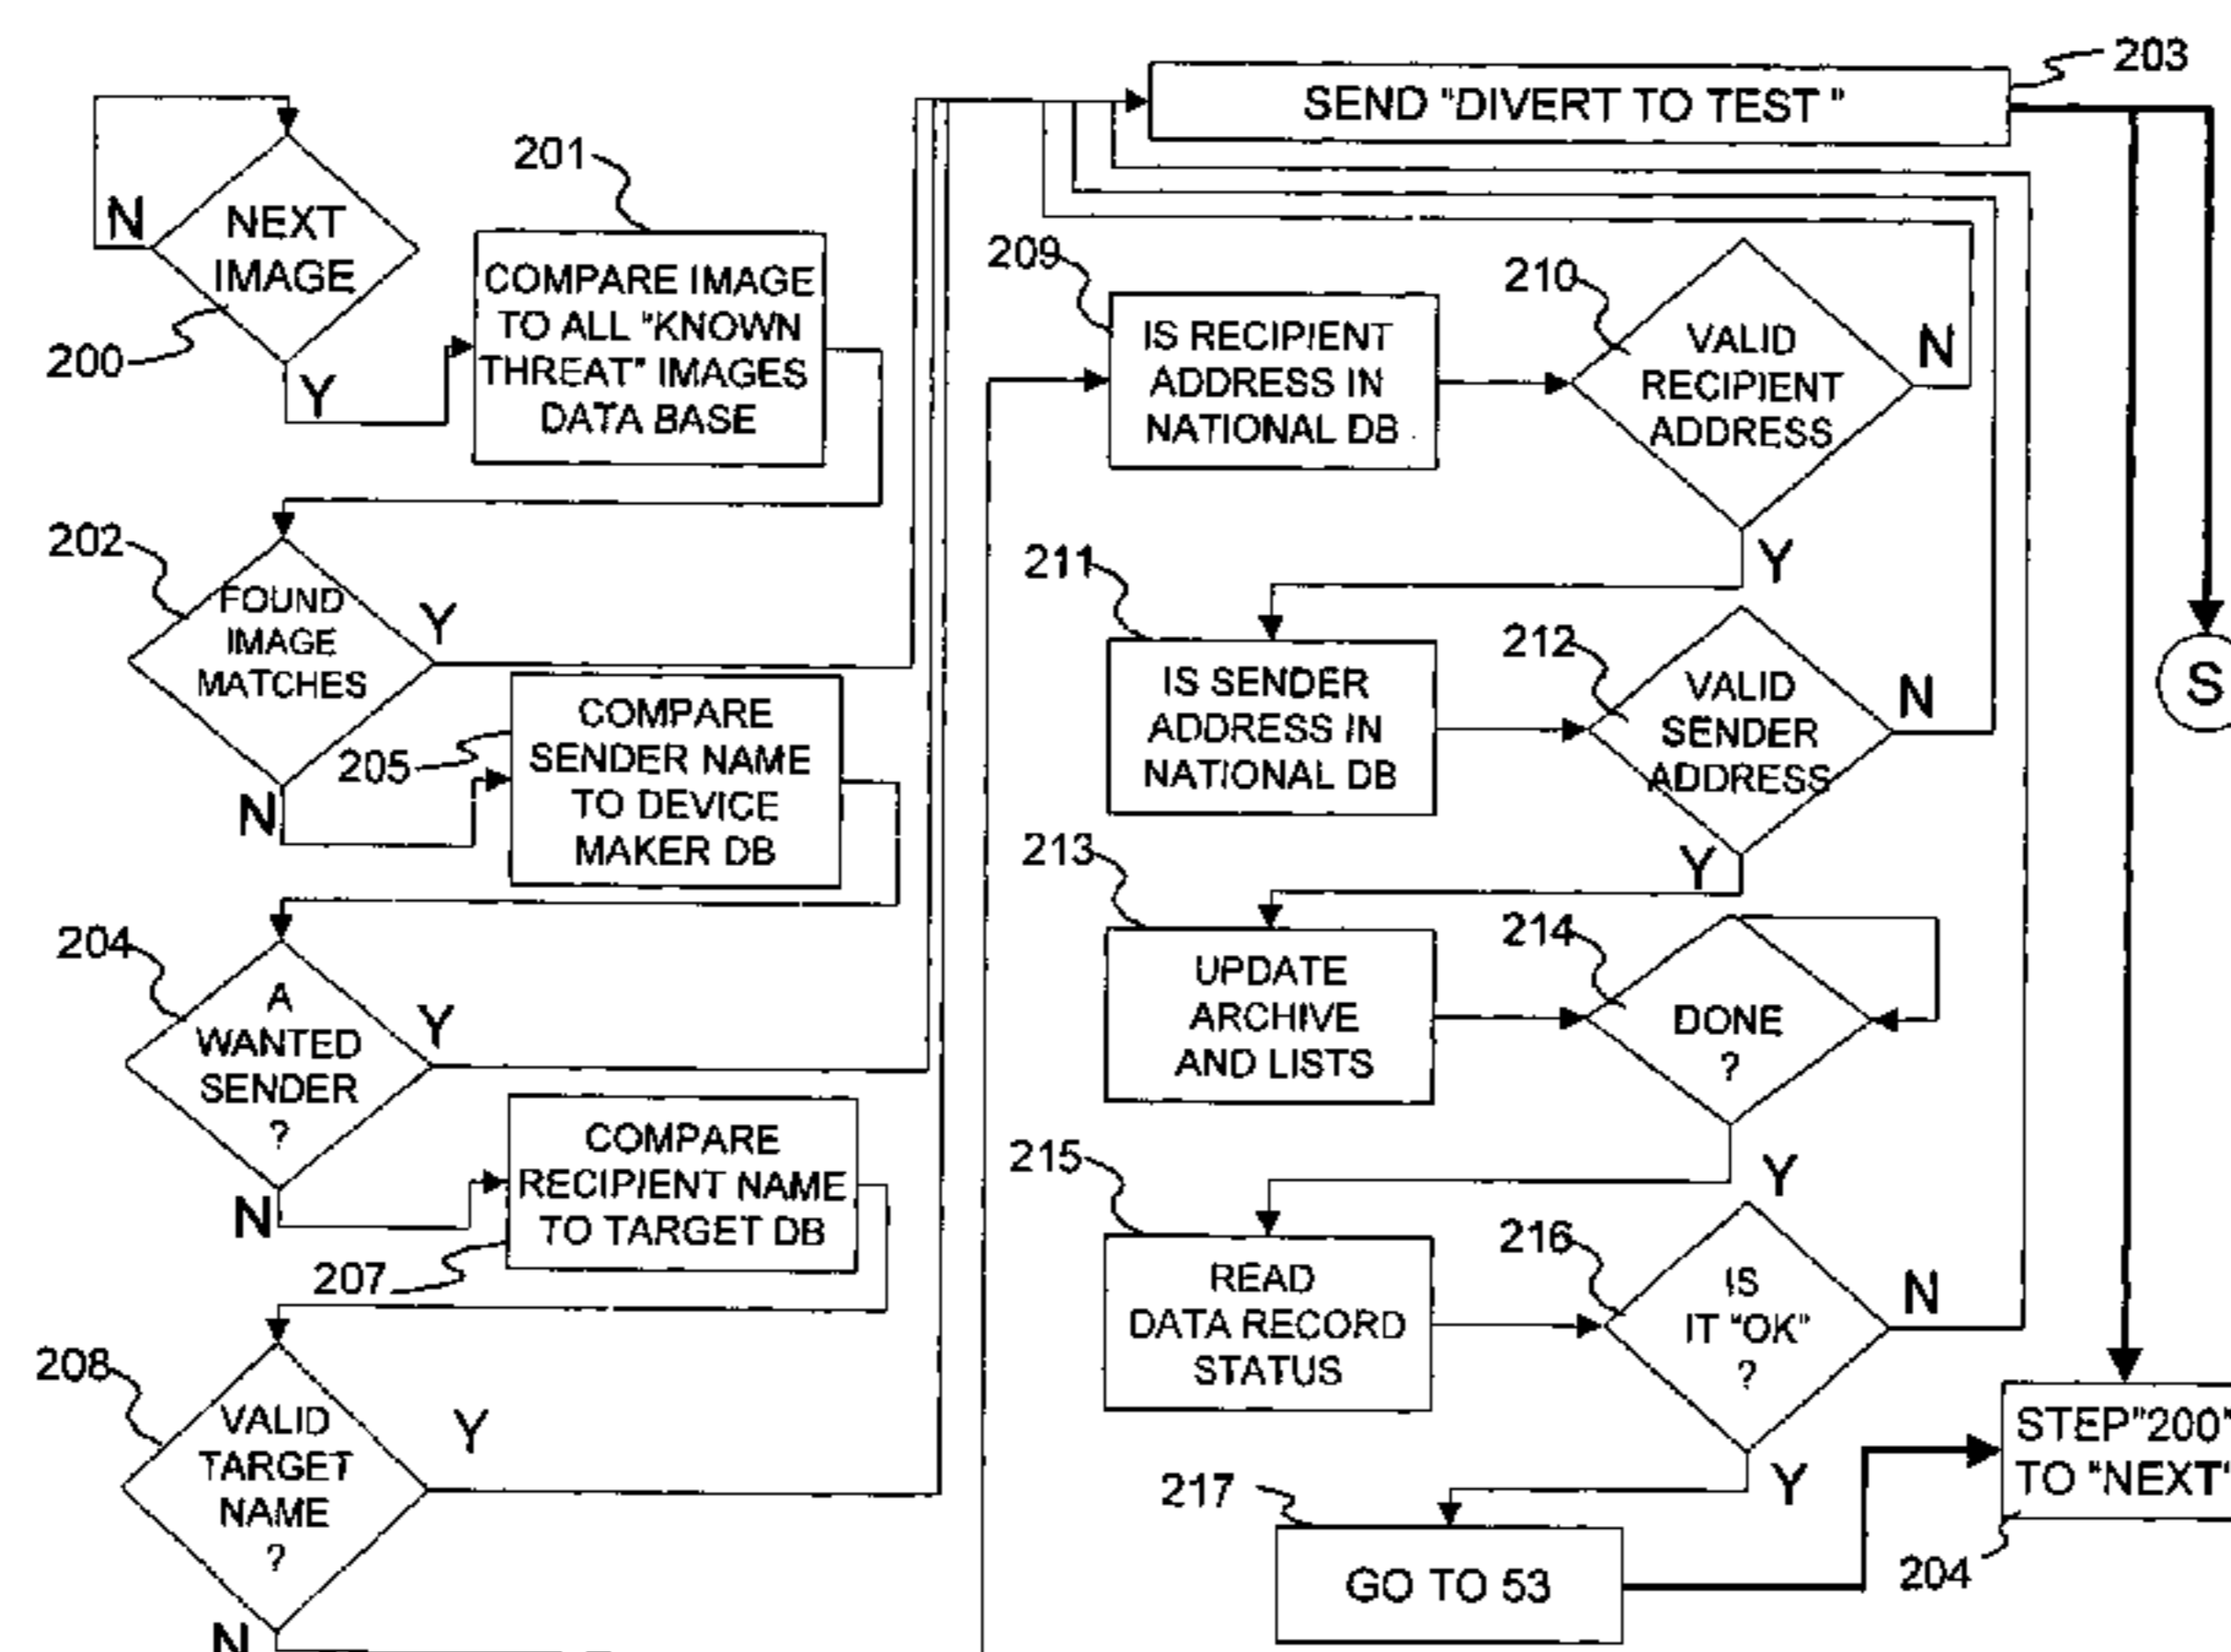 203
SEND "DIVERT TO TEST "
201
N
NEXT
IMAGE
200
Y
COMPARE IMAGE
TO ALL "KNOWN
THREAT" IMAGES
DATA BASE
202
FOUND
IMAGE
MATCHES
Y
N
205
COMPARE
SENDER NAME
TO DEVICE
MAKER DB
204
A
WANTED
SENDER
?
Y
N
COMPARE
RECIPIENT NAME
TO TARGET DB
207
208
VALID
TARGET
NAME
?
Y
N
209
IS RECIPIENT
ADDRESS IN
NATIONAL DB
210
VALID
RECIPIENT
ADDRESS
N
Y
211
IS SENDER
ADDRESS IN
NATIONAL DB
212
VALID
SENDER
ADDRESS
N
Y
S
213
UPDATE
ARCHIVE
AND LISTS
214
DONE
?
Y
215
READ
DATA RECORD
STATUS
216
IS
IT "OK"
?
N
Y
217
GO TO 53
STEP"200"
TO "NEXT"
204